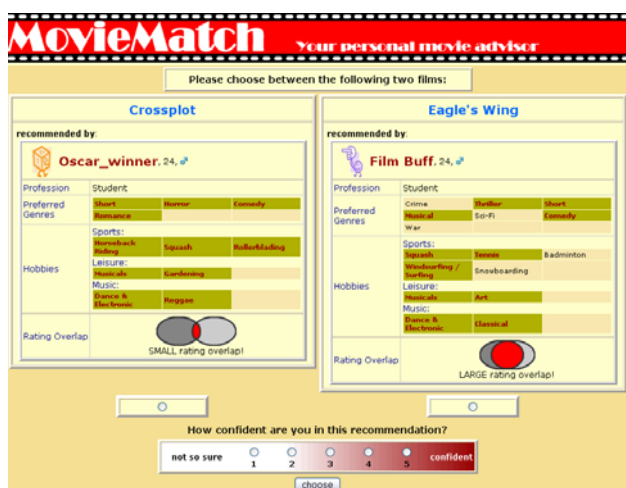 MovieMatch Your personal movie advisor
Please choose between the following two films:
Crossplot
recommended by:
Oscar_winner, 24, ♂
Profession Student
Preferred Genres
Short Horror Comedy
Romance
Hobbies
Sports:
Horseback Riding Squash Rollerblading
Leisure:
Musicals Gardening
Music:
Dance & Electronic Reggae
Rating Overlap
SMALL rating overlap!
Eagle's Wing
recommended by:
Film Buff, 24, ♂
Profession Student
Preferred Genres
Crime Thriller Short
Musical Sci-Fi Comedy
War
Hobbies
Sports:
Squash Tennis Badminton
Windsurfing / Surfing Snowboarding
Leisure:
Musicals Art
Music:
Dance & Electronic Classical
Rating Overlap
LARGE rating overlap!
How confident are you in this recommendation?
not so sure 1 2 3 4 5 confident
choose